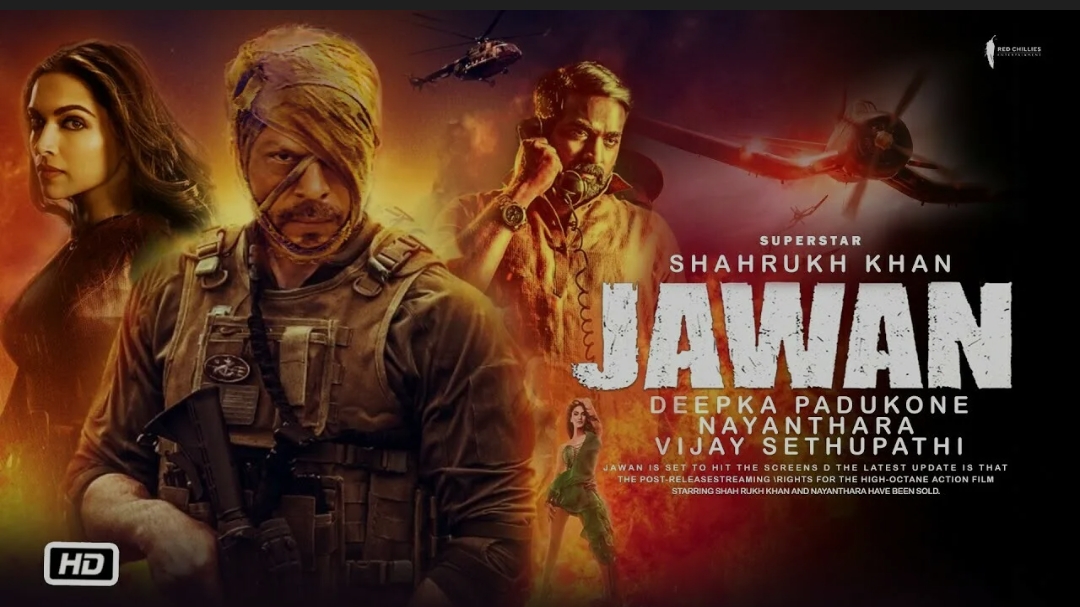 RED CHILLIES
ENTERTAINMENT
SUPERSTAR
SHAHRUKH KHAN
JAWAN
DEEPKA PADUKONE
NAYANTHARA
VIJAY SETHUPATHI
JAWAN IS SET TO HIT THE SCREENS D THE LATEST UPDATE IS THAT
THE POST-RELEASESTREAMING \RIGHTS FOR THE HIGH-OCTANE ACTION FILM
STARRING SHAH RUKH KHAN AND NAYANTHARA HAVE BEEN SOLD.
HD